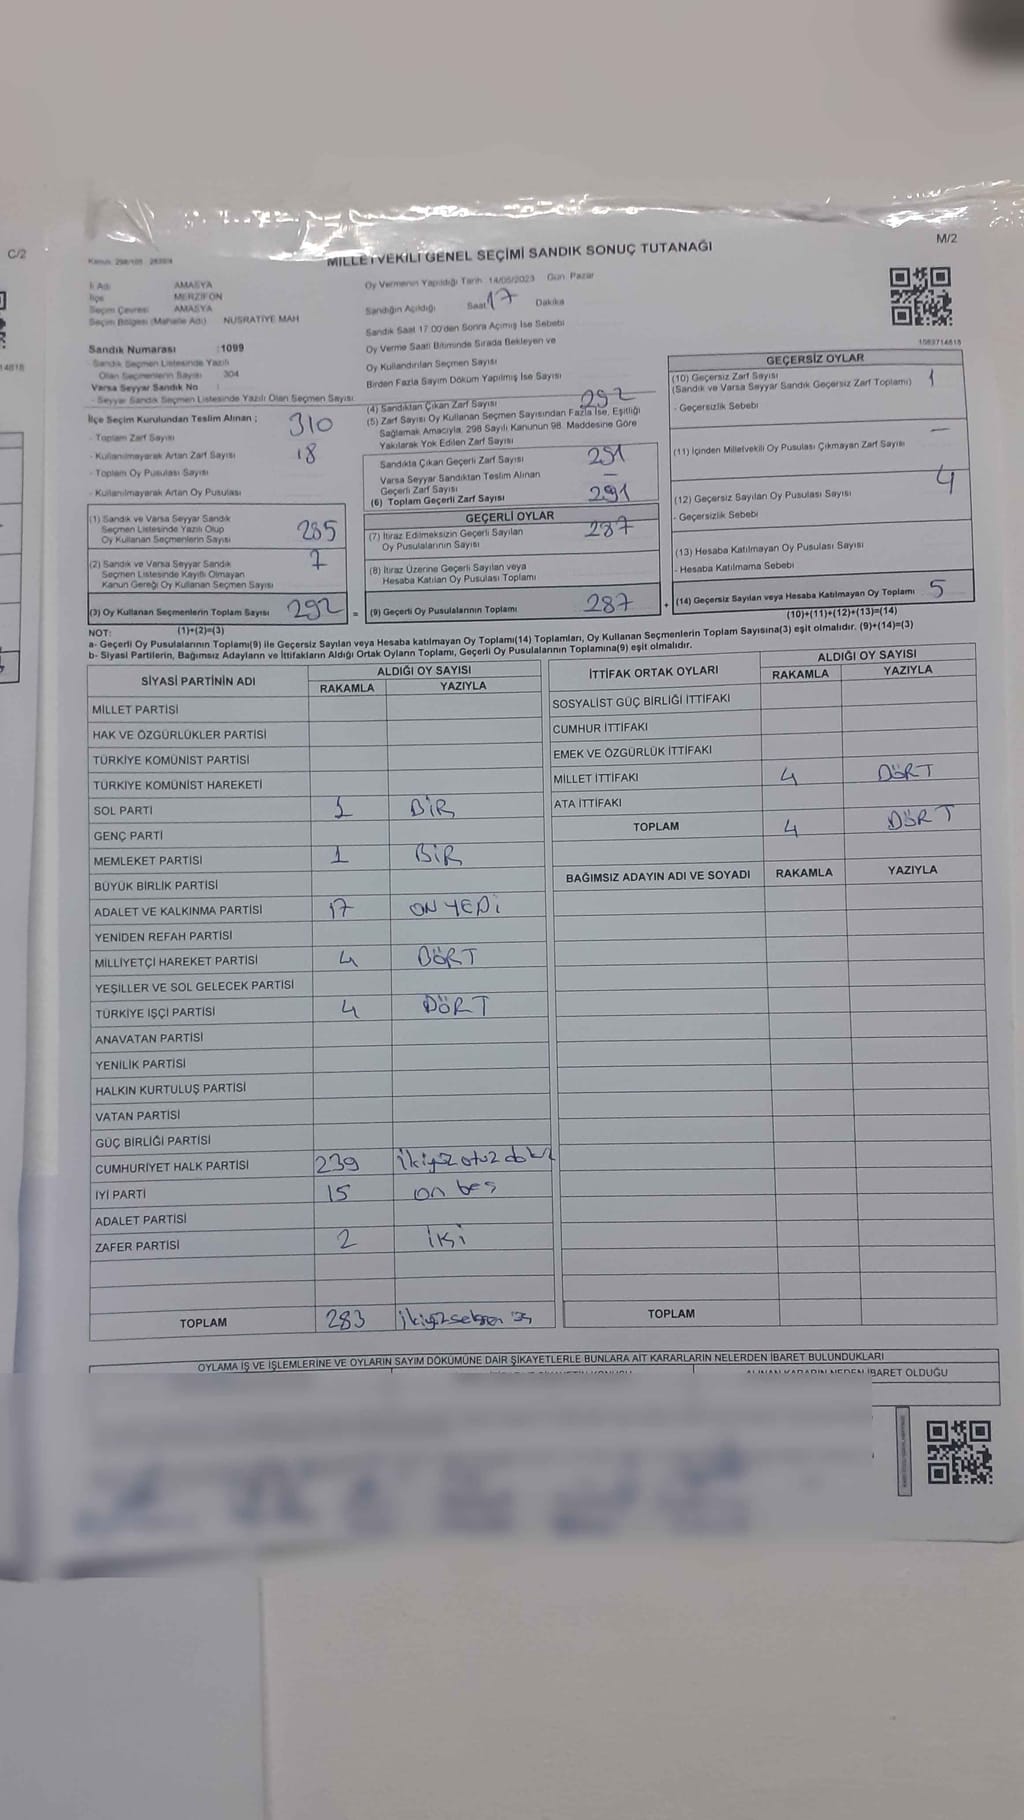 C/2
M/2
MİLLETVEKİLİ GENEL SEÇİMİ SANDIK SONUÇ TUTANAĞI
İl Adı AMASYA
İlçe MERZİFON
Seçim Çevresi AMASYA
Seçim Bölgesi (Mahalle Adı) NUSRATİYE MAH
Sandık Numarası : 1099
Sandık Seçmen Listesinde Yazılı
Olan Seçmenlerin Sayısı 304
Varsa Seyyar Sandık No :
- Seyyar Sandık Seçmen Listesinde Yazılı Olan Seçmen Sayısı
Oy Vermenin Yapıldığı Tarih : 14/05/2023 Gün: Pazar
Sandığın Açıldığı Saat 17 Dakika
Sandık Saat 17:00'den Sonra Açmış İse Sebebi
Oy Verme Saati Bitiminde Sırada Bekleyen ve
Oy Kullandırılan Seçmen Sayısı
Birden Fazla Sayım Döküm Yapılmış İse Sayısı
1083714818
14818
İlçe Seçim Kurulundan Teslim Alınan ;
- Toplam Zarf Sayısı 310
- Kullanılmayarak Artan Zarf Sayısı 18
- Toplam Oy Pusulası Sayısı
- Kullanılmayarak Artan Oy Pusulası
(1) Sandık ve Varsa Seyyar Sandık
Seçmen Listesinde Yazılı Olup
Oy Kullanan Seçmenlerin Sayısı 285
(2) Sandık ve Varsa Seyyar Sandık
Seçmen Listesinde Kayıtlı Olmayan
Kanun Gereği Oy Kullanan Seçmen Sayısı 7
(3) Oy Kullanan Seçmenlerin Toplam Sayısı 292 =
(1)+(2)=(3)
(4) Sandıktan Çıkan Zarf Sayısı 292
(5) Zarf Sayısı Oy Kullanan Seçmen Sayısından Fazla İse, Eşitliği
Sağlamak Amacıyla, 298 Sayılı Kanunun 98. Maddesine Göre
Yakılarak Yok Edilen Zarf Sayısı
Sandıkta Çıkan Geçerli Zarf Sayısı 291
Varsa Seyyar Sandıktan Teslim Alınan
Geçerli Zarf Sayısı –
(6) Toplam Geçerli Zarf Sayısı 291
GEÇERLİ OYLAR
(7) İtiraz Edilmeksizin Geçerli Sayılan
Oy Pusulalarının Sayısı 287
(8) İtiraz Üzerine Geçerli Sayılan veya
Hesaba Katılan Oy Pusulası Toplamı
(9) Geçerli Oy Pusulalarının Toplamı 287 +
GEÇERSİZ OYLAR
(10) Geçersiz Zarf Sayısı
(Sandık ve Varsa Seyyar Sandık Geçersiz Zarf Toplamı) 1
- Geçersizlik Sebebi
(11) İçinden Milletvekili Oy Pusulası Çıkmayan Zarf Sayısı –
(12) Geçersiz Sayılan Oy Pusulası Sayısı 4
- Geçersizlik Sebebi
(13) Hesaba Katılmayan Oy Pusulası Sayısı
- Hesaba Katılmama Sebebi
(14) Geçersiz Sayılan veya Hesaba Katılmayan Oy Toplamı 5
(10)+(11)+(12)+(13)=(14)
NOT:
a- Geçerli Oy Pusulalarının Toplamı(9) ile Geçersiz Sayılan veya Hesaba katılmayan Oy Toplamı(14) Toplamları, Oy Kullanan Seçmenlerin Toplam Sayısına(3) eşit olmalıdır. (9)+(14)=(3)
b- Siyasi Partilerin, Bağımsız Adayların ve İttifakların Aldığı Ortak Oyların Toplamı, Geçerli Oy Pusulalarının Toplamına(9) eşit olmalıdır.
SİYASİ PARTİNİN ADI ALDIĞI OY SAYISI
RAKAMLA YAZIYLA
MİLLET PARTİSİ
HAK VE ÖZGÜRLÜKLER PARTİSİ
TÜRKİYE KOMÜNİST PARTİSİ
TÜRKİYE KOMÜNİST HAREKETİ
SOL PARTİ 1 BİR
GENÇ PARTİ
MEMLEKET PARTİSİ 1 BİR
BÜYÜK BİRLİK PARTİSİ
ADALET VE KALKINMA PARTİSİ 17 ON YEDİ
YENİDEN REFAH PARTİSİ
MİLLİYETÇİ HAREKET PARTİSİ 4 DÖRT
YEŞİLLER VE SOL GELECEK PARTİSİ
TÜRKİYE İŞÇİ PARTİSİ 4 DÖRT
ANAVATAN PARTİSİ
YENİLİK PARTİSİ
HALKIN KURTULUŞ PARTİSİ
VATAN PARTİSİ
GÜÇ BİRLİĞİ PARTİSİ
CUMHURİYET HALK PARTİSİ 239 ikiyüz otuz dokuz
İYİ PARTİ 15 on beş
ADALET PARTİSİ
ZAFER PARTİSİ 2 İKİ
TOPLAM 283 ikiyüzseksen üç
İTTİFAK ORTAK OYLARI ALDIĞI OY SAYISI
RAKAMLA YAZIYLA
SOSYALİST GÜÇ BİRLİĞİ İTTİFAKI
CUMHUR İTTİFAKI
EMEK VE ÖZGÜRLÜK İTTİFAKI
MİLLET İTTİFAKI 4 DÖRT
ATA İTTİFAKI
TOPLAM 4 DÖRT
BAĞIMSIZ ADAYIN ADI VE SOYADI RAKAMLA YAZIYLA
TOPLAM
OYLAMA İŞ VE İŞLEMLERİNE VE OYLARIN SAYIM DÖKÜMÜNE DAİR ŞİKAYETLERLE BUNLARA AİT KARARLARIN NELERDEN İBARET BULUNDUKLARI
ALINAN KARARIN NEDEN İBARET OLDUĞU